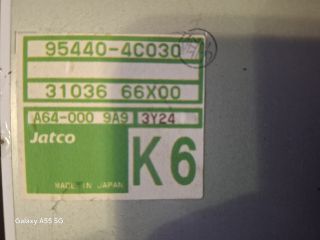 95440-4C030
31036 66X00
A64-000 9A9 3Y24
Jatco
K6
MADE IN JAPAN
Galaxy A55 5G